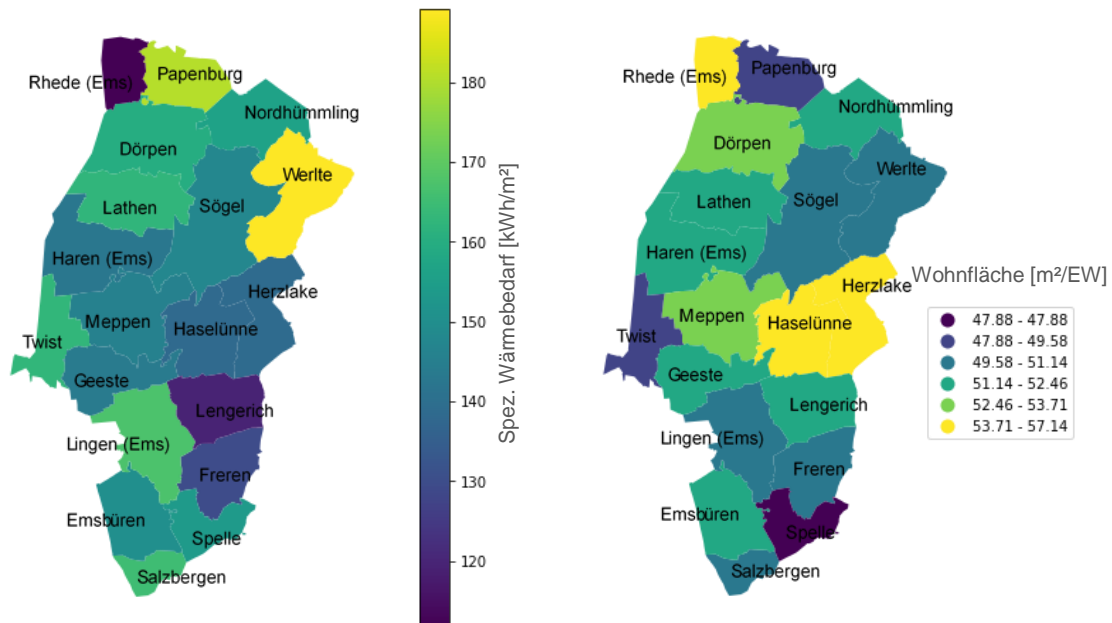 Rhede (Ems)
Papenburg
Nordhümmling
Dörpen
Werlte
Lathen
Sögel
Haren (Ems)
Herzlake
Meppen
Haselünne
Twist
Geeste
Lengerich
Lingen (Ems)
Freren
Emsbüren
Spelle-
Salzbergen
180
170
160
150
140
130
120
Spez. Wärmebedarf [kWh/m²]
Rhede (Ems)
Papenburg
Nordhümmling
Dörpen
Werlte
Lathen
Sögel
Haren (Ems)
Herzlake
Meppen
Haselünne
Twist
Geeste
Lengerich
Lingen (Ems)
Freren
Emsbüren
Spelle-
Salzbergen
Wohnfläche [m²/EW]
47.88 - 47.88
47.88 - 49.58
49.58 - 51.14
51.14 - 52.46
52.46 - 53.71
53.71 - 57.14